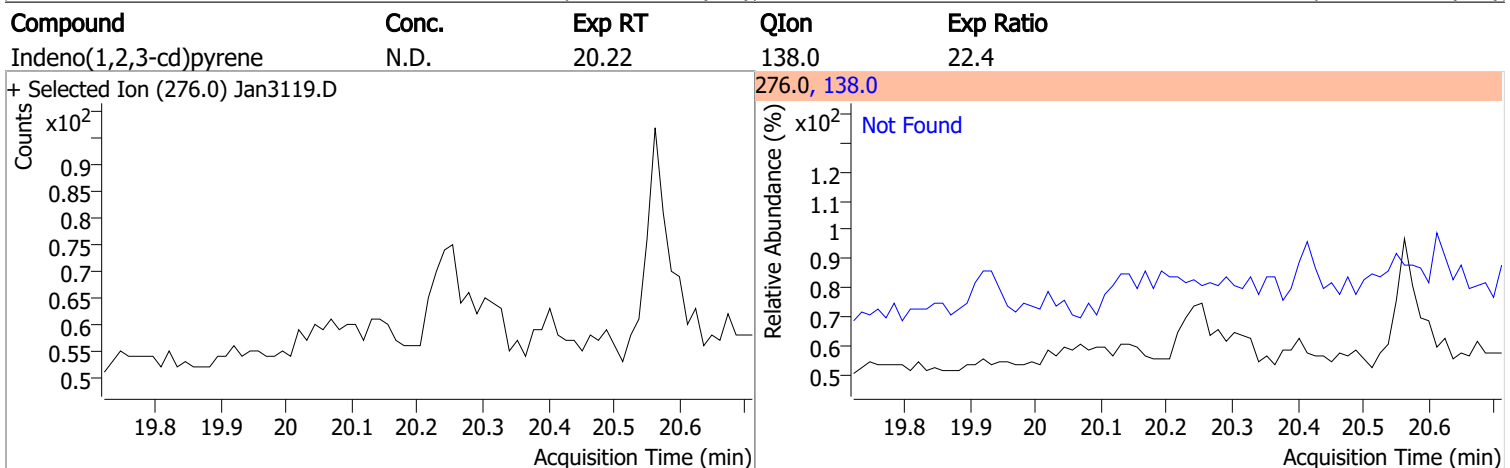 Compound Conc. Exp RT QIon Exp Ratio
Indeno(1,2,3-cd)pyrene N.D. 20.22 138.0 22.4
+ Selected Ion (276.0) Jan3119.D
Counts
x10²
0.9
0.85
0.8
0.75
0.7
0.65
0.6
0.55
0.5
19.8 19.9 20 20.1 20.2 20.3 20.4 20.5 20.6
Acquisition Time (min)
276.0, 138.0
Relative Abundance (%)
x10²
Not Found
1.2
1.1
1
0.9
0.8
0.7
0.6
0.5
19.8 19.9 20 20.1 20.2 20.3 20.4 20.5 20.6
Acquisition Time (min)